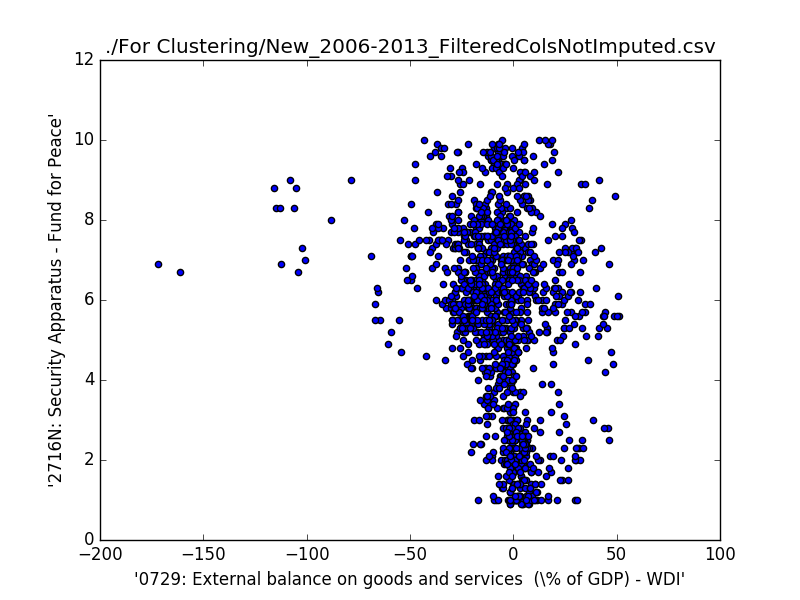 ./For Clustering/New_2006-2013_FilteredColsNotImputed.csv
12
10
8
6
4
2
0
'2716N: Security Apparatus - Fund for Peace'
−200 −150 −100 −50 0 50 100
'0729: External balance on goods and services  (\% of GDP) - WDI'